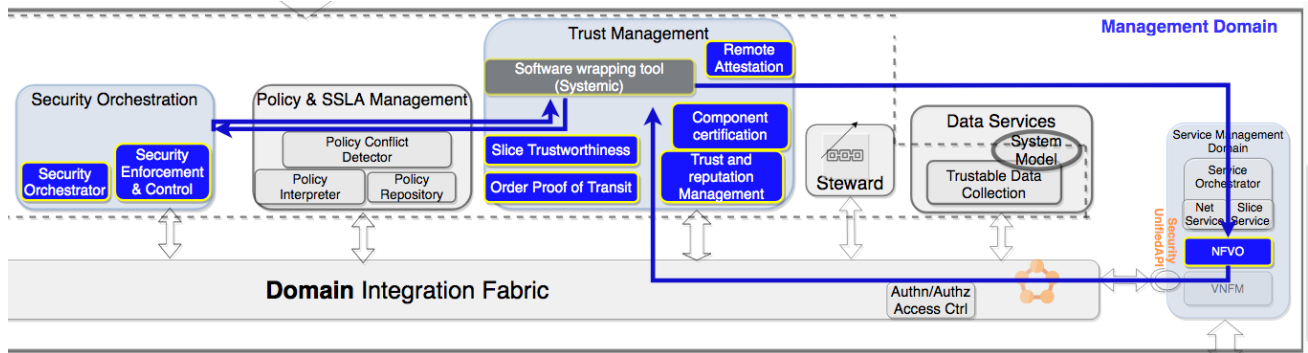 Management Domain
Trust Management
Remote
Attestation
Software wrapping tool
(Systemic)
Security Orchestration
Policy & SSLA Management
Component
certification
Data Services
System
Model
Service Management
Domain
Policy Conflict
Detector
Slice Trustworthiness
Security
Enforcement
& Control
Security
Orchestrator
Policy
Interpreter
Policy
Repository
Order Proof of Transit
Trust and
reputation
Management
Steward
Trustable Data
Collection
Service
Orchestrator
Net
Service
Slice
Service
Security
UnifiedAPI
NFVO
VNFM
Domain Integration Fabric
Authn/Authz
Access Ctrl